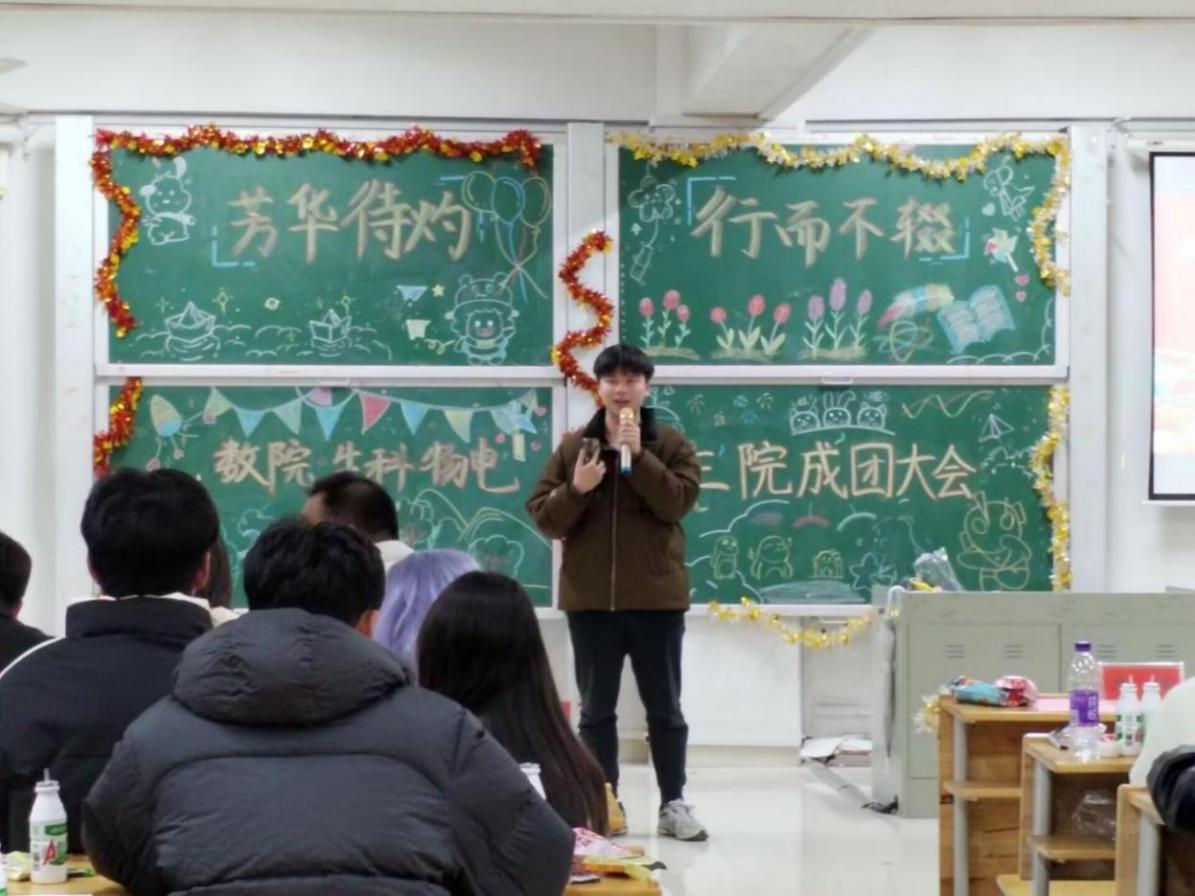 芳华待灼
行而不辍
数院 生科 物电
三院成团大会